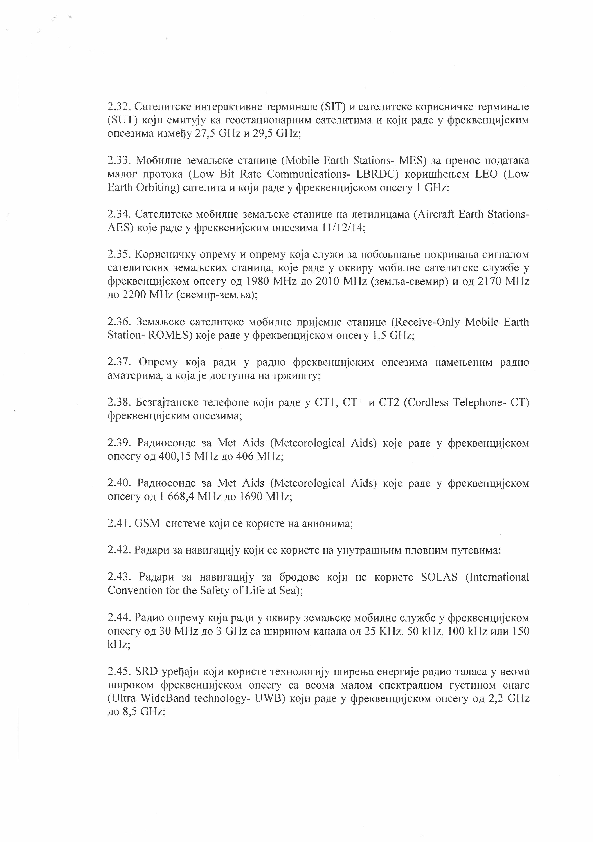 2.32. Сателитске интерактивне терминале (SIT) и сателитске корисничке терминале
(SUT) који емитују ка геостационарним сателитима и који раде у фреквенцијским
опсезима између 27,5 GHz и 29,5 GHz;
2.33. Мобилне земаљске станице (Mobile Earth Stations- MES) за пренос података
малог протока (Low Bit Rate Communications- LBRDC) коришћењем LEO (Low
Earth Orbiting) сателита и који раде у фреквенцијском опсегу 1 GHz;
2.34. Сателитске мобилне земаљске станице на летилицама (Aircraft Earth Stations-
AES) које раде у фреквенијским опсезима 11/12/14;
2.35. Корисничку опрему и опрему која служи за побољшање покривања сигналом
сателитских земаљских станица, које раде у оквиру мобилне сателитске службе у
фреквенцијском опсегу од 1980 MHz до 2010 MHz (земља-свемир) и од 2170 MHz
до 2200 MHz (свемир-земља);
2.36. Земаљске сателитске мобилне пријемне станице (Receive-Only Mobile Earth
Station- ROMES) које раде у фреквенцијском опсегу 1.5 GHz;
2.37. Опрему која ради у радио фреквенцијским опсезима намењеним радио
аматерима, а која је доступна на тржишту;
2.38. Безгајтанске телефоне који раде у CT1, CT1 и CT2 (Cordless Telephone- CT)
фреквенцијским опсезима;
2.39. Радиосонде за Met Aids (Meteorological Aids) које раде у фреквенцијском
опсегу од 400,15 MHz до 406 MHz;
2.40. Радиосонде за Met Aids (Meteorological Aids) које раде у фреквенцијском
опсегу од 1 668,4 MHz до 1690 MHz;
2.41. GSM системе који се користе на авионима;
2.42. Радари за навигацију који се користе на унутрашњим пловним путевима;
2.43. Радари за навигацију за бродове који не користе SOLAS (International
Convention for the Safety of Life at Sea);
2.44. Радио опрему која ради у оквиру земаљске мобилне службе у фреквенцијском
опсегу од 30 MHz до 3 GHz са ширином канала од 25 KHz, 50 kHz, 100 kHz или 150
kHz;
2.45. SRD уређаји који користе технологију ширења енергије радио таласа у веома
широком фреквенцијском опсегу са веома малом спектралном густином снаге
(Ultra WideBand technology- UWB) који раде у фреквенцијском опсегу од 2,2 GHz
до 8,5 GHz;